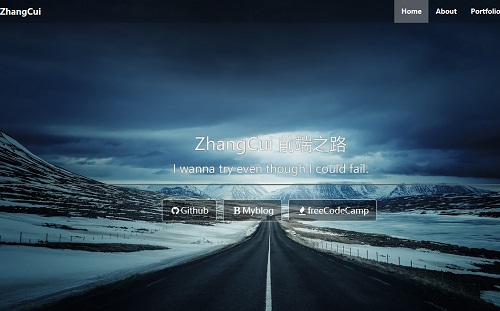 ZhangCui
Home About Portfolio
ZhangCui 前端之路
I wanna try even though I could fail.
Github Myblog freeCodeCamp